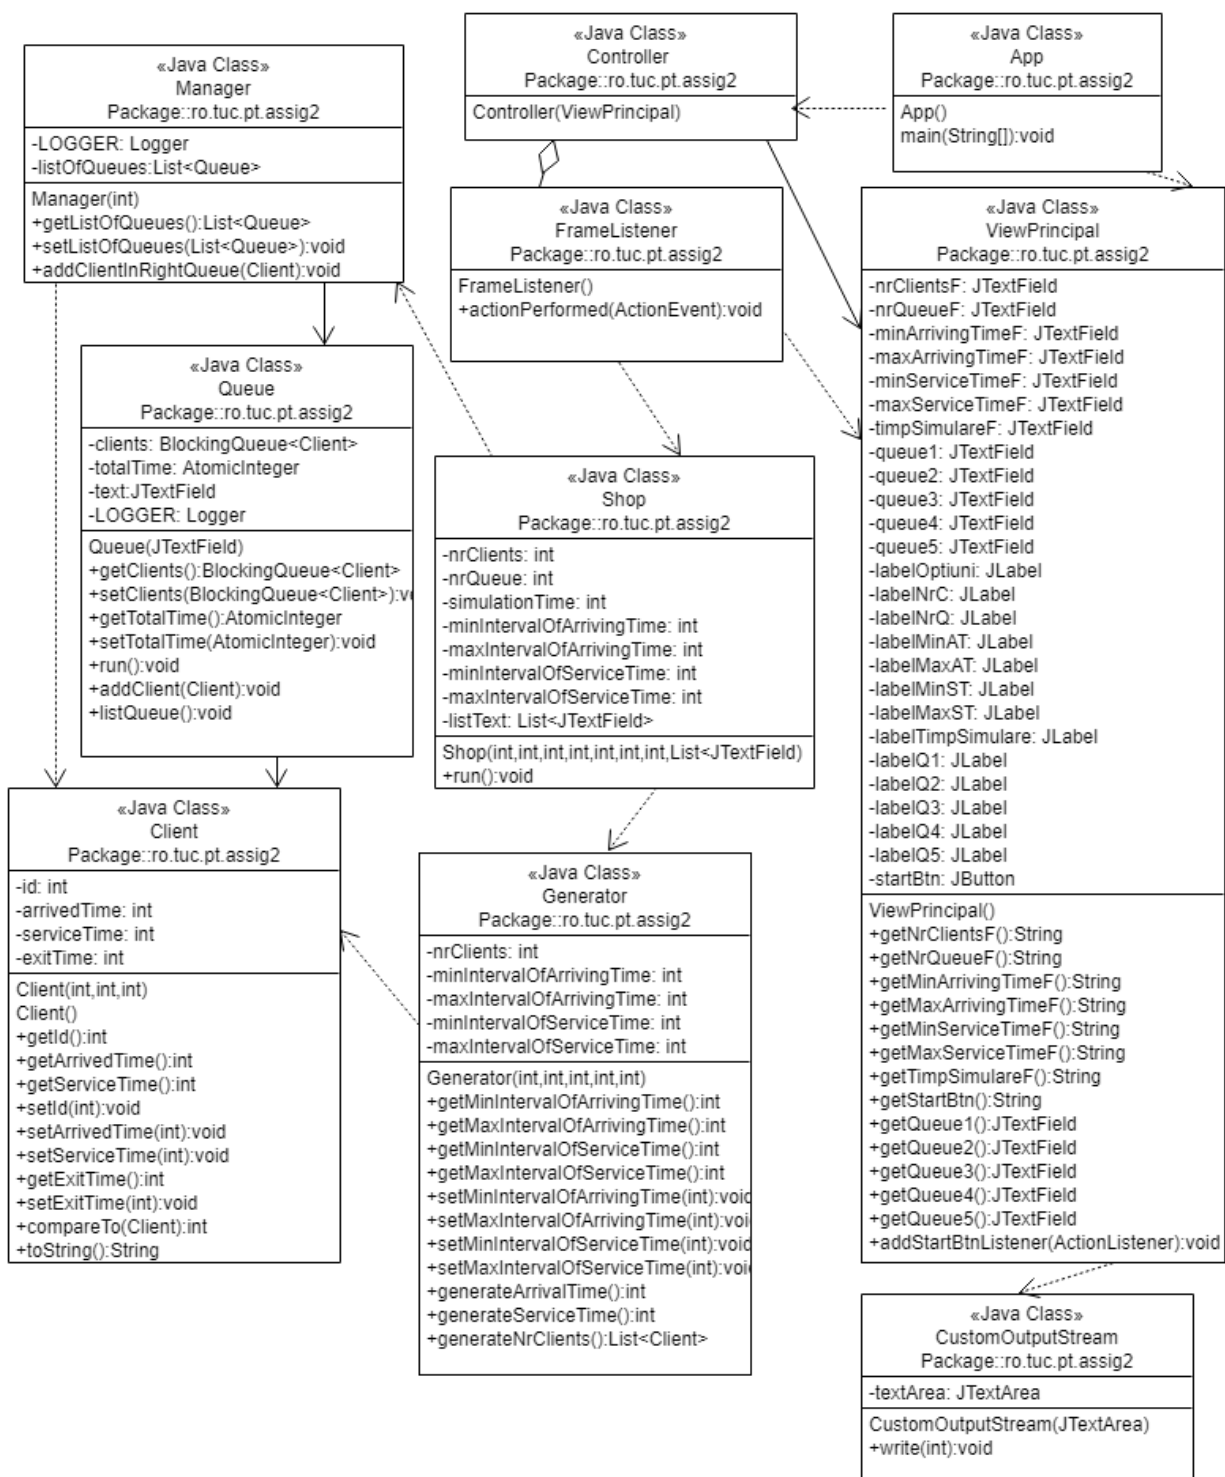 «Java Class»
Manager
Package::ro.tuc.pt.assig2
-LOGGER: Logger
-listOfQueues:List<Queue>
Manager(int)
+getListOfQueues():List<Queue>
+setListOfQueues(List<Queue>):void
+addClientInRightQueue(Client):void
«Java Class»
Controller
Package::ro.tuc.pt.assig2
Controller(ViewPrincipal)
«Java Class»
App
Package::ro.tuc.pt.assig2
App()
main(String[]):void
«Java Class»
FrameListener
Package::ro.tuc.pt.assig2
FrameListener()
+actionPerformed(ActionEvent):void
«Java Class»
ViewPrincipal
Package::ro.tuc.pt.assig2
-nrClientsF: JTextField
-nrQueueF: JTextField
-minArrivingTimeF: JTextField
-maxArrivingTimeF: JTextField
-minServiceTimeF: JTextField
-maxServiceTimeF: JTextField
-timpSimulareF: JTextField
-queue1: JTextField
-queue2: JTextField
-queue3: JTextField
-queue4: JTextField
-queue5: JTextField
-labelOptiuni: JLabel
-labelNrC: JLabel
-labelNrQ: JLabel
-labelMinAT: JLabel
-labelMaxAT: JLabel
-labelMinST: JLabel
-labelMaxST: JLabel
-labelTimpSimulare: JLabel
-labelQ1: JLabel
-labelQ2: JLabel
-labelQ3: JLabel
-labelQ4: JLabel
-labelQ5: JLabel
-startBtn: JButton
ViewPrincipal()
+getNrClientsF():String
+getNrQueueF():String
+getMinArrivingTimeF():String
+getMaxArrivingTimeF():String
+getMinServiceTimeF():String
+getMaxServiceTimeF():String
+getTimpSimulareF():String
+getStartBtn():String
+getQueue1():JTextField
+getQueue2():JTextField
+getQueue3():JTextField
+getQueue4():JTextField
+getQueue5():JTextField
+addStartBtnListener(ActionListener):void
«Java Class»
Queue
Package::ro.tuc.pt.assig2
-clients: BlockingQueue<Client>
-totalTime: AtomicInteger
-text:JTextField
-LOGGER: Logger
Queue(JTextField)
+getClients():BlockingQueue<Client>
+setClients(BlockingQueue<Client>):v
+getTotalTime():AtomicInteger
+setTotalTime(AtomicInteger):void
+run():void
+addClient(Client):void
+listQueue():void
«Java Class»
Shop
Package::ro.tuc.pt.assig2
-nrClients: int
-nrQueue: int
-simulationTime: int
-minIntervalOfArrivingTime: int
-maxIntervalOfArrivingTime: int
-minIntervalOfServiceTime: int
-maxIntervalOfServiceTime: int
-listText: List<JTextField>
Shop(int,int,int,int,int,int,int,List<JTextField)
+run():void
«Java Class»
Client
Package::ro.tuc.pt.assig2
-id: int
-arrivedTime: int
-serviceTime: int
-exitTime: int
Client(int,int,int)
Client()
+getId():int
+getArrivedTime():int
+getServiceTime():int
+setId(int):void
+setArrivedTime(int):void
+setServiceTime(int):void
+getExitTime():int
+setExitTime(int):void
+compareTo(Client):int
+toString():String
«Java Class»
Generator
Package::ro.tuc.pt.assig2
-nrClients: int
-minIntervalOfArrivingTime: int
-maxIntervalOfArrivingTime: int
-minIntervalOfServiceTime: int
-maxIntervalOfServiceTime: int
Generator(int,int,int,int,int)
+getMinIntervalOfArrivingTime():int
+getMaxIntervalOfArrivingTime():int
+getMinIntervalOfServiceTime():int
+getMaxIntervalOfServiceTime():int
+setMinIntervalOfArrivingTime(int):void
+setMaxIntervalOfArrivingTime(int):voi
+setMinIntervalOfServiceTime(int):void
+setMaxIntervalOfServiceTime(int):voi
+generateArrivalTime():int
+generateServiceTime():int
+generateNrClients():List<Client>
«Java Class»
CustomOutputStream
Package::ro.tuc.pt.assig2
-textArea: JTextArea
CustomOutputStream(JTextArea)
+write(int):void